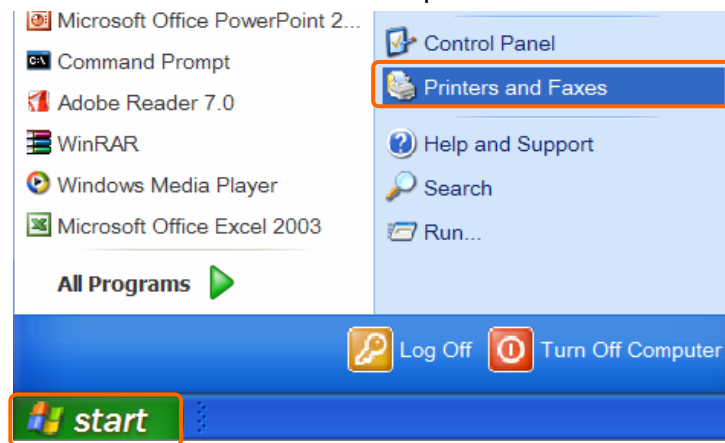 Microsoft Office PowerPoint 2...
Command Prompt
Adobe Reader 7.0
WinRAR
Windows Media Player
Microsoft Office Excel 2003
All Programs
Control Panel
Printers and Faxes
Help and Support
Search
Run...
Log Off
Turn Off Computer
start